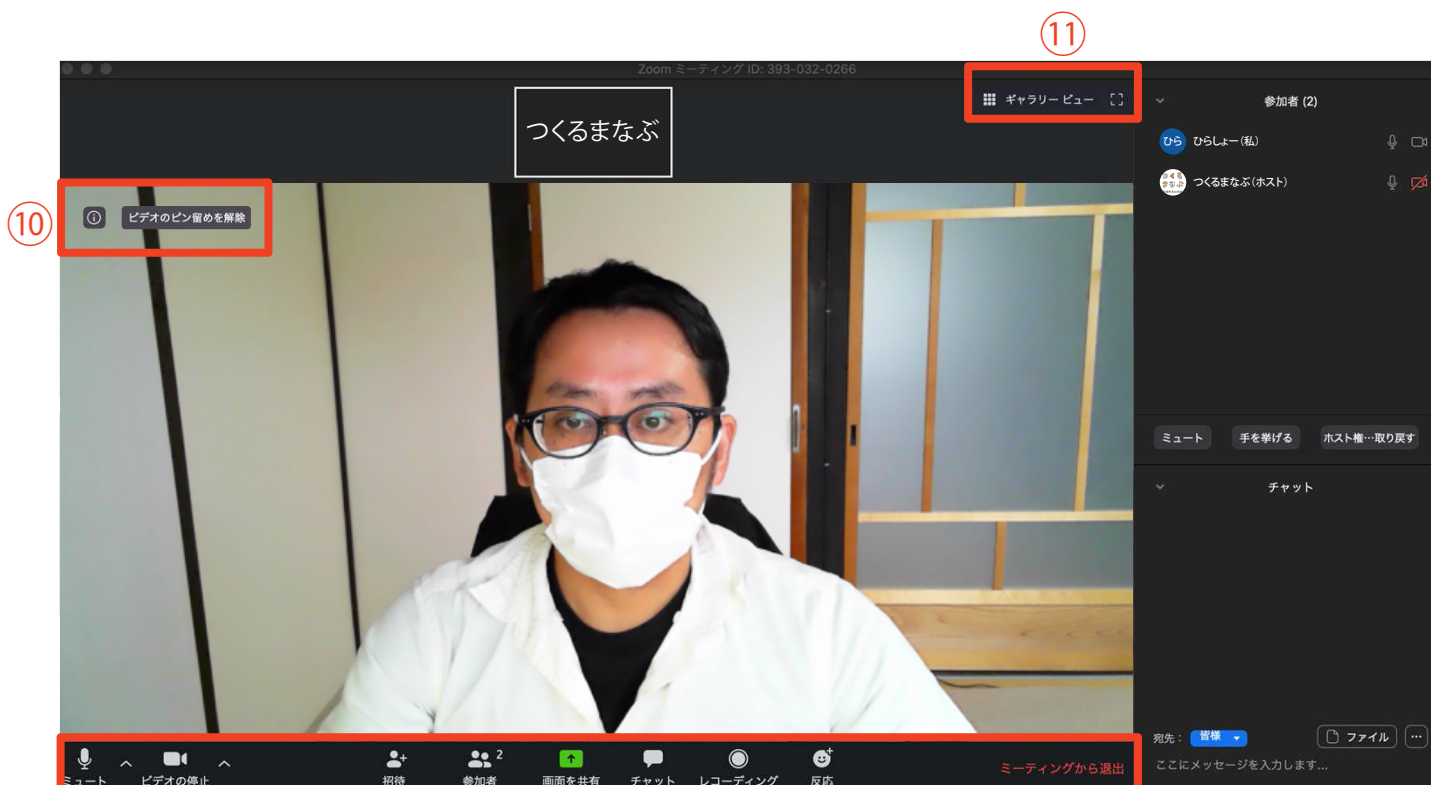 ⑪
Zoom ミーティング ID: 393-032-0266
つくるまなぶ
ギャラリー ビュー
⑩
ビデオのピン留めを解除
参加者 (2)
ひら ひらしょー(私)
つくる まなぶ つくるまなぶ(ホスト)
ミュート 手を挙げる ホスト権…取り戻す
チャット
宛先： 皆様 ファイル ...
ここにメッセージを入力します...
ミュート ビデオの停止 招待 参加者 2 画面を共有 チャット レコーディング 反応 ミーティングから退出